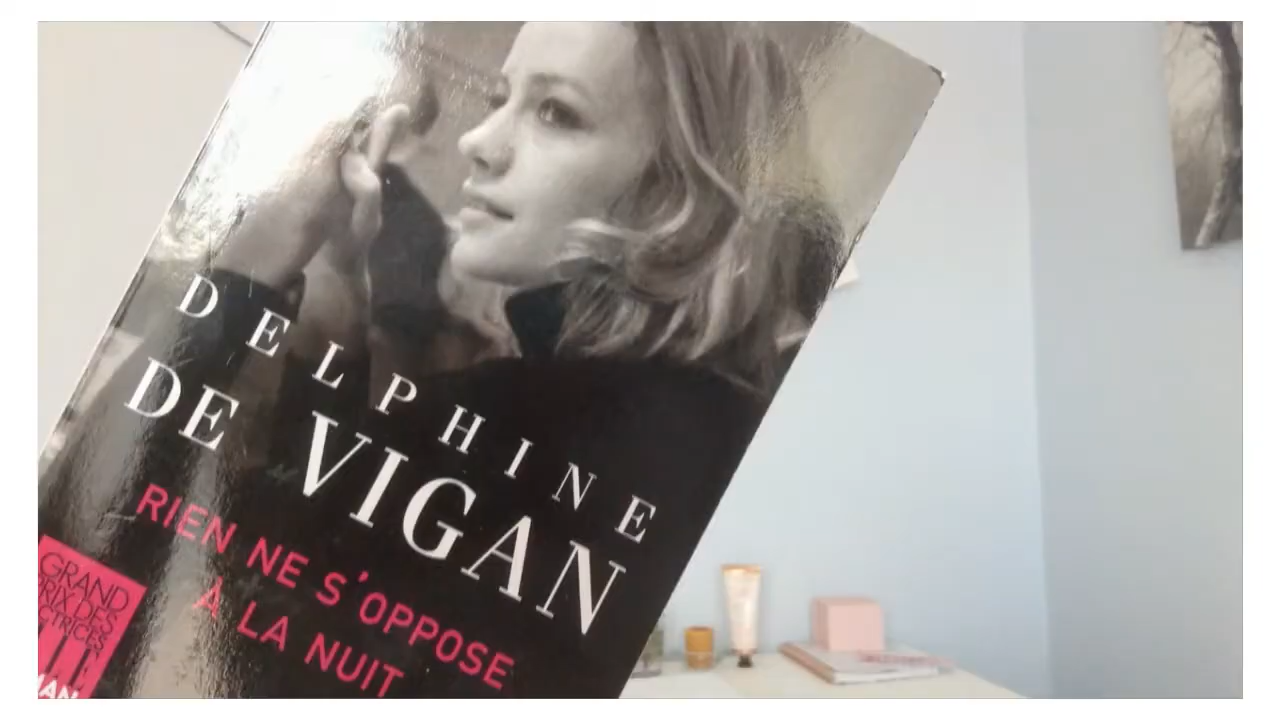 DELPHINE
DE VIGAN
RIEN NE S'OPPOSE
À LA NUIT
GRAND
PRIX DES